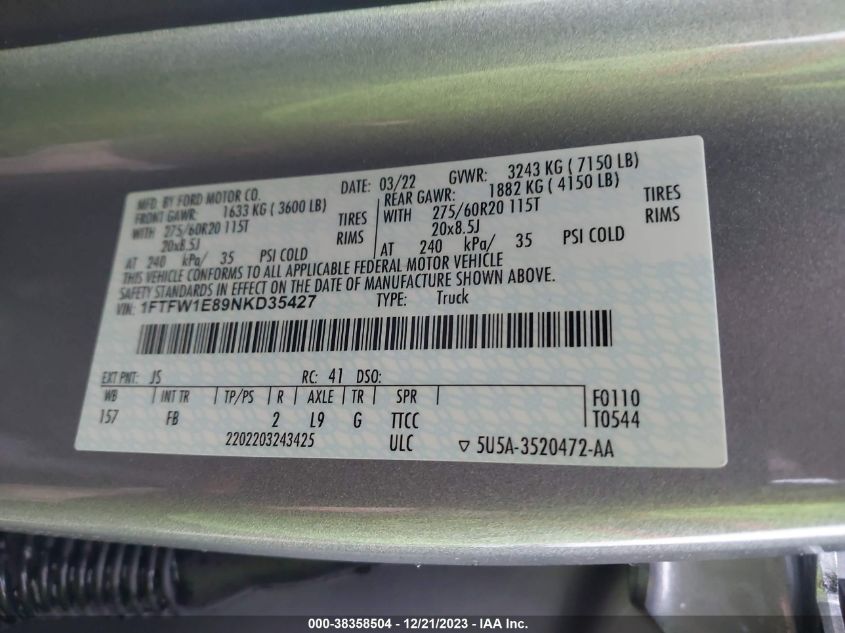 MFD. BY FORD MOTOR CO. DATE: 03/22 GVWR: 3243 KG ( 7150 LB)
FRONT GAWR: 1633 KG ( 3600 LB) REAR GAWR: 1882 KG ( 4150 LB)
WITH 275/60R20 115T TIRES WITH 275/60R20 115T TIRES
20x8.5J RIMS 20x8.5J RIMS
AT 240 kPa/ 35 PSI COLD AT 240 kPa/ 35 PSI COLD
THIS VEHICLE CONFORMS TO ALL APPLICABLE FEDERAL MOTOR VEHICLE
SAFETY STANDARDS IN EFFECT ON THE DATE OF MANUFACTURE SHOWN ABOVE.
VIN: 1FTFW1E89NKD35427 TYPE: Truck
EXT PNT: JS RC: 41 DSO:
WB INT TR TP/PS R AXLE TR SPR F0110
157 FB 2 L9 G TTCC T0544
2202203243425 ULC ▽ 5U5A-3520472-AA
000-38358504 - 12/21/2023 - IAA Inc.